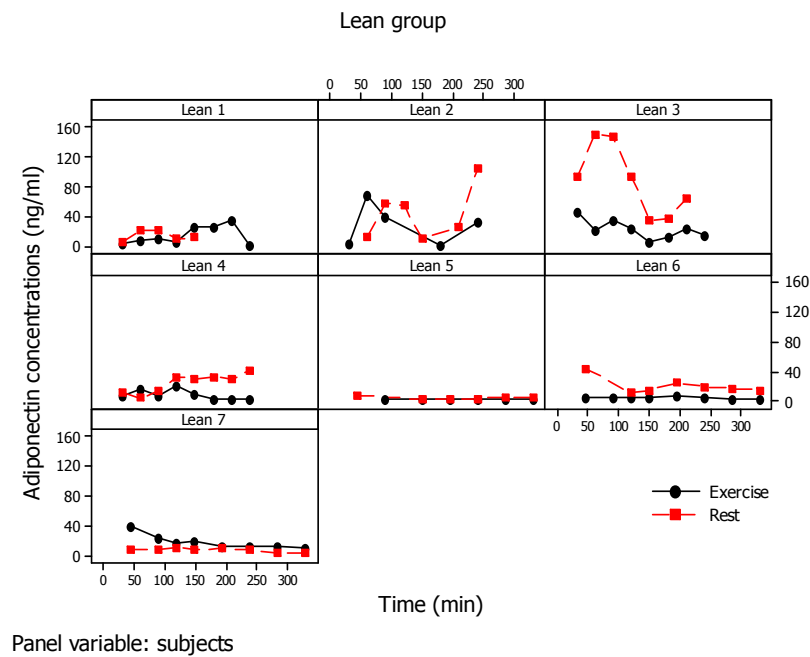 Lean group
0 50 100 150 200 250 300
Lean 1 Lean 2 Lean 3
160
120
80
40
0
Lean 4 Lean 5 Lean 6
160
120
80
40
0
Lean 7
0 50 100 150 200 250 300
160
120
80
40
0
Exercise
Rest
0 50 100 150 200 250 300
Adiponectin concentrations (ng/ml)
Time (min)
Panel variable: subjects